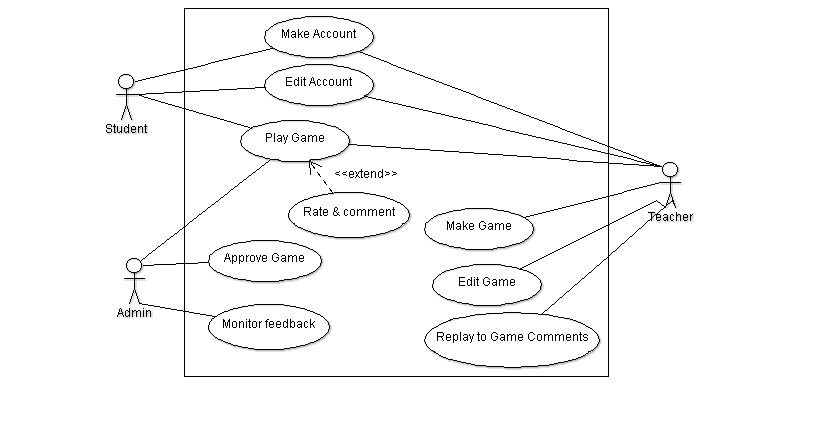 Make Account
Edit Account
Student
Play Game
<<extend>>
Rate & comment
Teacher
Make Game
Approve Game
Edit Game
Admin
Monitor feedback
Replay to Game Comments